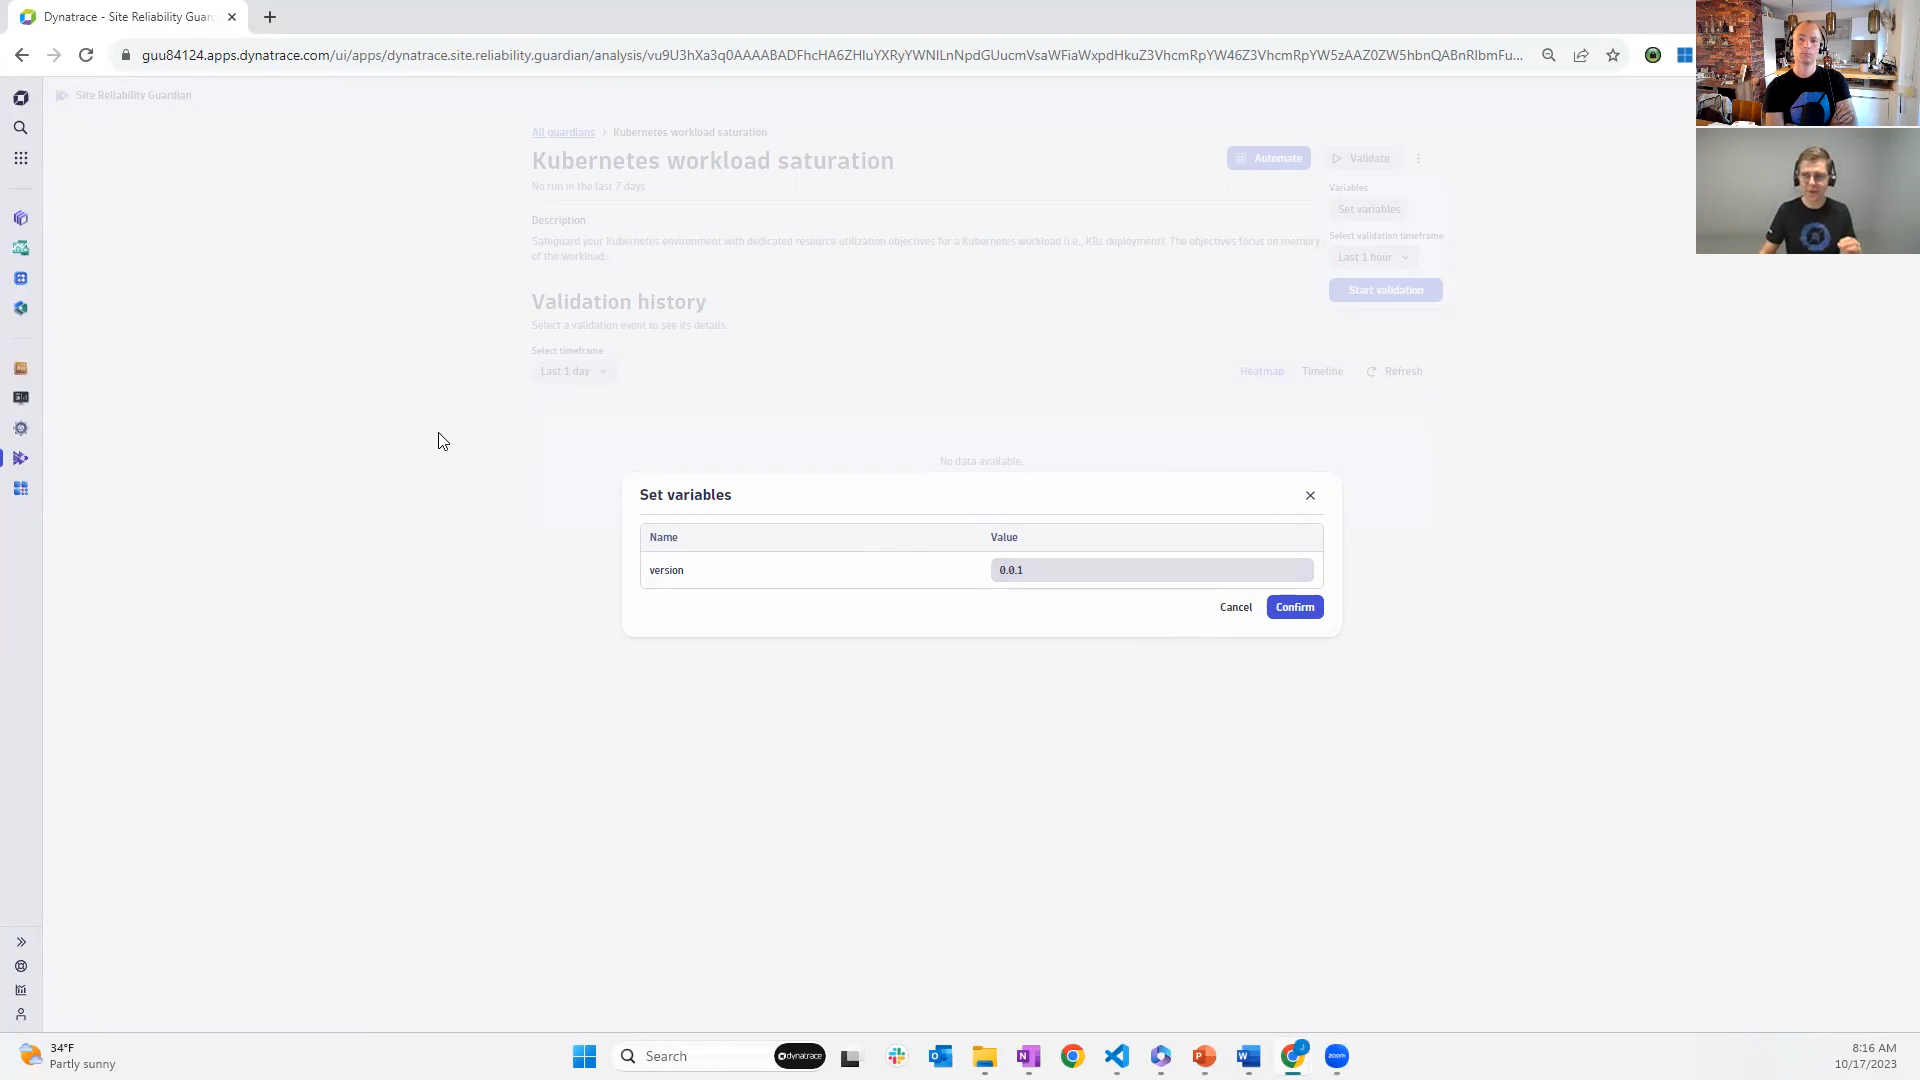 Dynatrace - Site Reliability Guar
guu84124.apps.dynatrace.com/ui/apps/dynatrace.site.reliability.guardian/analysis/vu9U3hXa3q0AAAABADFhcHA6ZHluYXRyYWNlLnNpdGUucmVsaWFiaWxpdHkuZ3VhcmRpYW46Z3VhcmRpYW5zAAZ0ZW5hbnQABnRlbmFu...
Site Reliability Guardian
All guardians > Kubernetes workload saturation
Kubernetes workload saturation
Automate
Validate
No run in the last 7 days
Variables
Set variables
Description
Select validation timeframe
Safeguard your Kubernetes environment with dedicated resource utilization objectives for a Kubernetes workload (i.e., K8s deployment). The objectives focus on memory
of the workload.
Last 1 hour
Start validation
Validation history
Select a validation event to see its details.
Select timeframe
Last 1 day
Heatmap
Timeline
Refresh
No data available.
Set variables
Name
Value
version
0.0.1
Cancel
Confirm
34°F
Partly sunny
Search
dynatrace
zoom
8:16 AM
10/17/2023